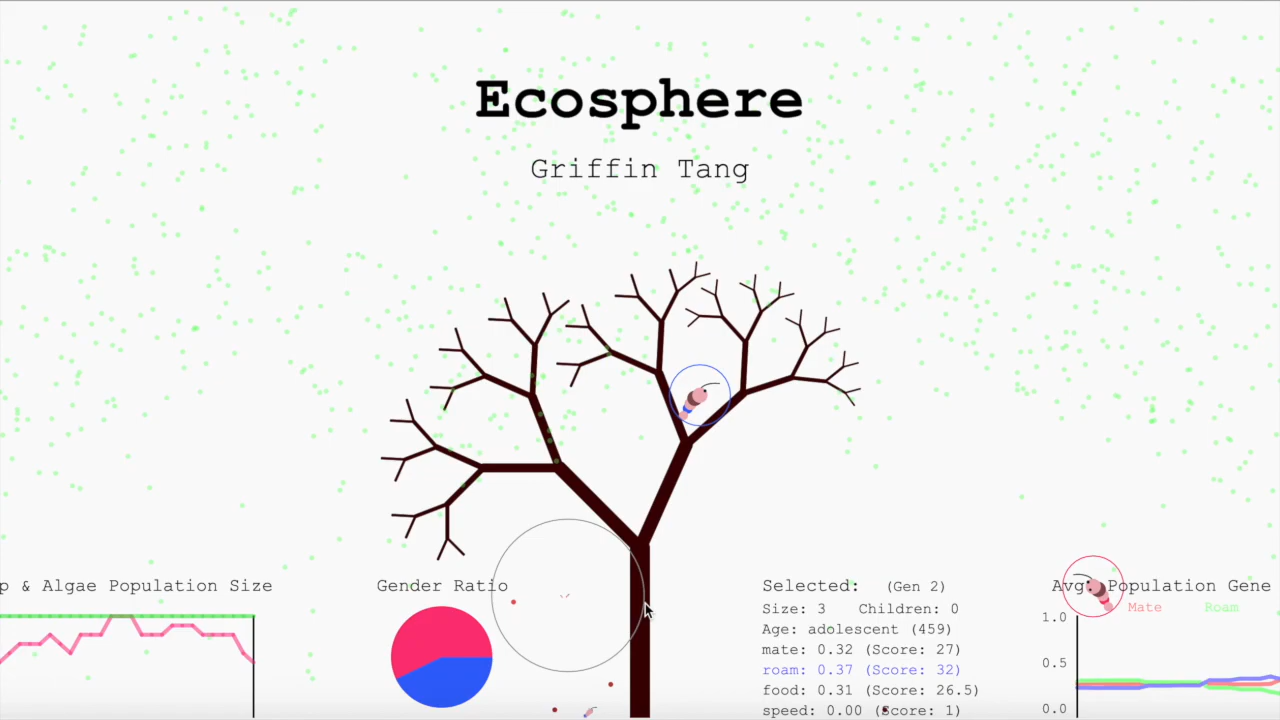 Ecosphere
Griffin Tang
p & Algae Population Size
Gender Ratio
Selected: (Gen 2)
Size: 3 Children: 0
Age: adolescent (459)
mate: 0.32 (Score: 27)
roam: 0.37 (Score: 32)
food: 0.31 (Score: 26.5)
speed: 0.00 (Score: 1)
Avg. Population Gene
Mate Roam
1.0
0.5
0.0